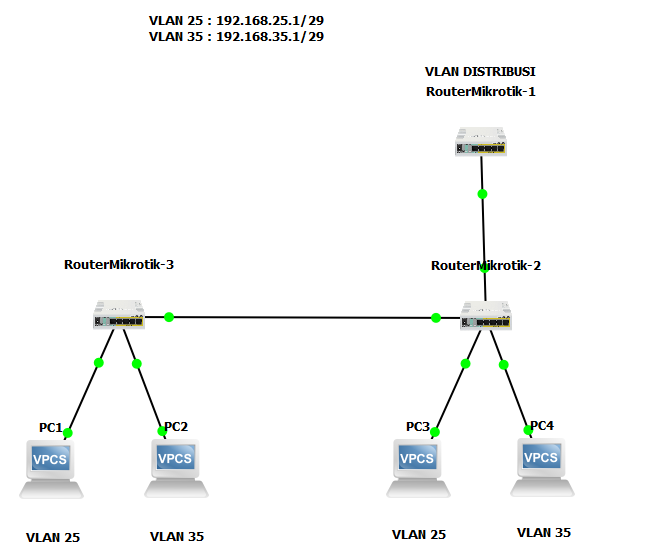 VLAN 25 : 192.168.25.1/29
VLAN 35 : 192.168.35.1/29
VLAN DISTRIBUSI
RouterMikrotik-1
RouterMikrotik-3
RouterMikrotik-2
PC1
PC2
PC3
PC4
VPCS
VPCS
VPCS
VPCS
VLAN 25
VLAN 35
VLAN 25
VLAN 35